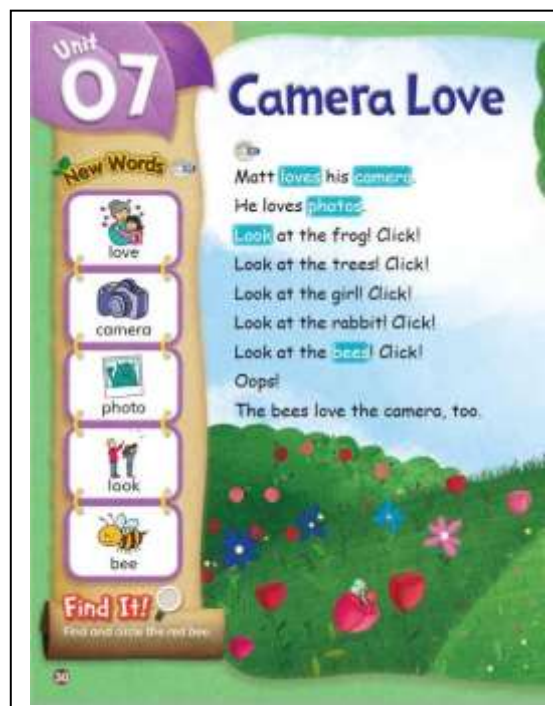 Unit
07
Camera Love
New Words
love
camera
photo
look
bee
Matt loves his camera.
He loves photos.
Look at the frog! Click!
Look at the trees! Click!
Look at the girl! Click!
Look at the rabbit! Click!
Look at the bees! Click!
Oops!
The bees love the camera, too.
Find It!
Find and circle the red bee.
30